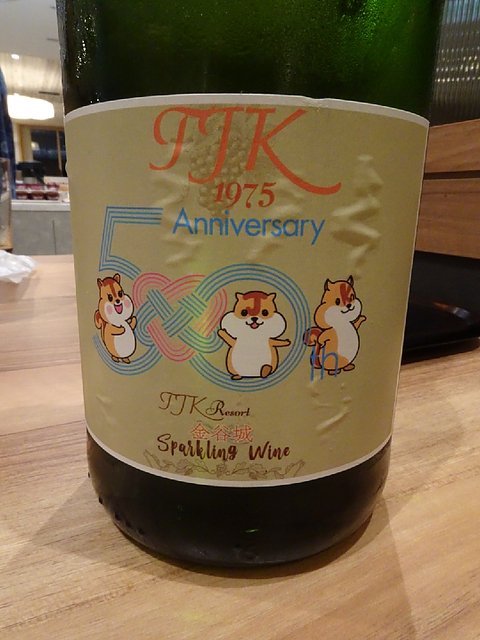 TJK
1975
Anniversary
50th
TJK Resort
金谷城
Sparkling Wine